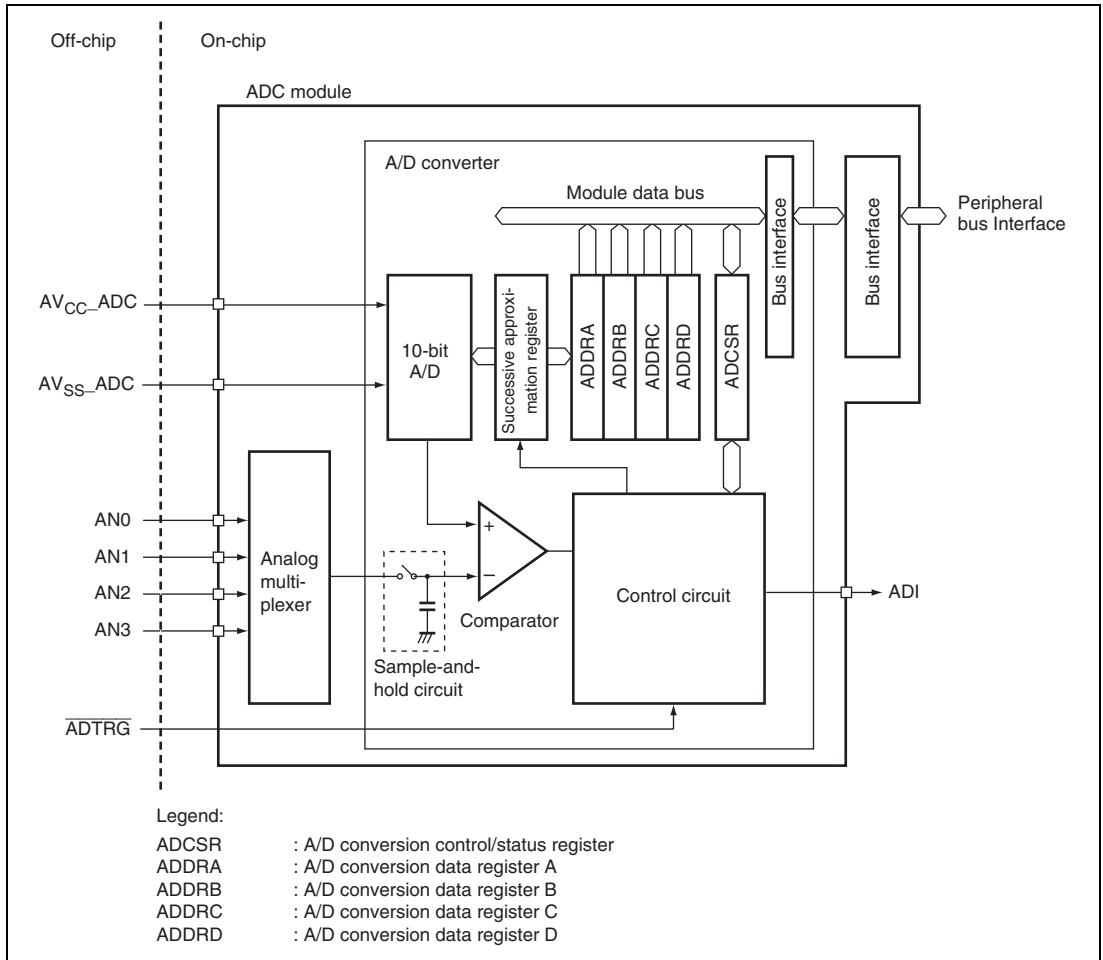 Off-chip
On-chip
ADC module
A/D converter
Module data bus
Bus interface
Bus interface
Peripheral
bus Interface
AVCC_ADC
AVSS_ADC
10-bit
A/D
Successive approxi-
mation register
ADDRA
ADDRB
ADDRC
ADDRD
ADCSR
AN0
AN1
AN2
AN3
Analog
multi-
plexer
+
−
Comparator
Sample-and-
hold circuit
Control circuit
ADI
ADTRG
Legend:
ADCSR : A/D conversion control/status register
ADDRA : A/D conversion data register A
ADDRB : A/D conversion data register B
ADDRC : A/D conversion data register C
ADDRD : A/D conversion data register D